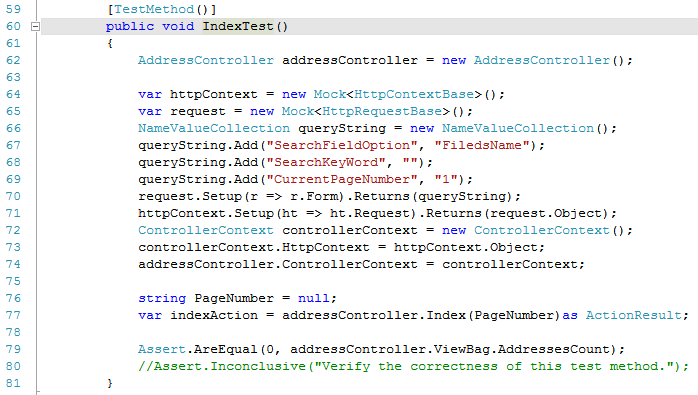 59 [TestMethod()]
60 public void IndexTest()
61 {
62 AddressController addressController = new AddressController();
63
64 var httpContext = new Mock<HttpContextBase>();
65 var request = new Mock<HttpRequestBase>();
66 NameValueCollection queryString = new NameValueCollection();
67 queryString.Add("SearchFieldOption", "FiledsName");
68 queryString.Add("SearchKeyWord", "");
69 queryString.Add("CurrentPageNumber", "1");
70 request.Setup(r => r.Form).Returns(queryString);
71 httpContext.Setup(ht => ht.Request).Returns(request.Object);
72 ControllerContext controllerContext = new ControllerContext();
73 controllerContext.HttpContext = httpContext.Object;
74 addressController.ControllerContext = controllerContext;
75
76 string PageNumber = null;
77 var indexAction = addressController.Index(PageNumber)as ActionResult;
78
79 Assert.AreEqual(0, addressController.ViewBag.AddressesCount);
80 //Assert.Inconclusive("Verify the correctness of this test method.");
81 }